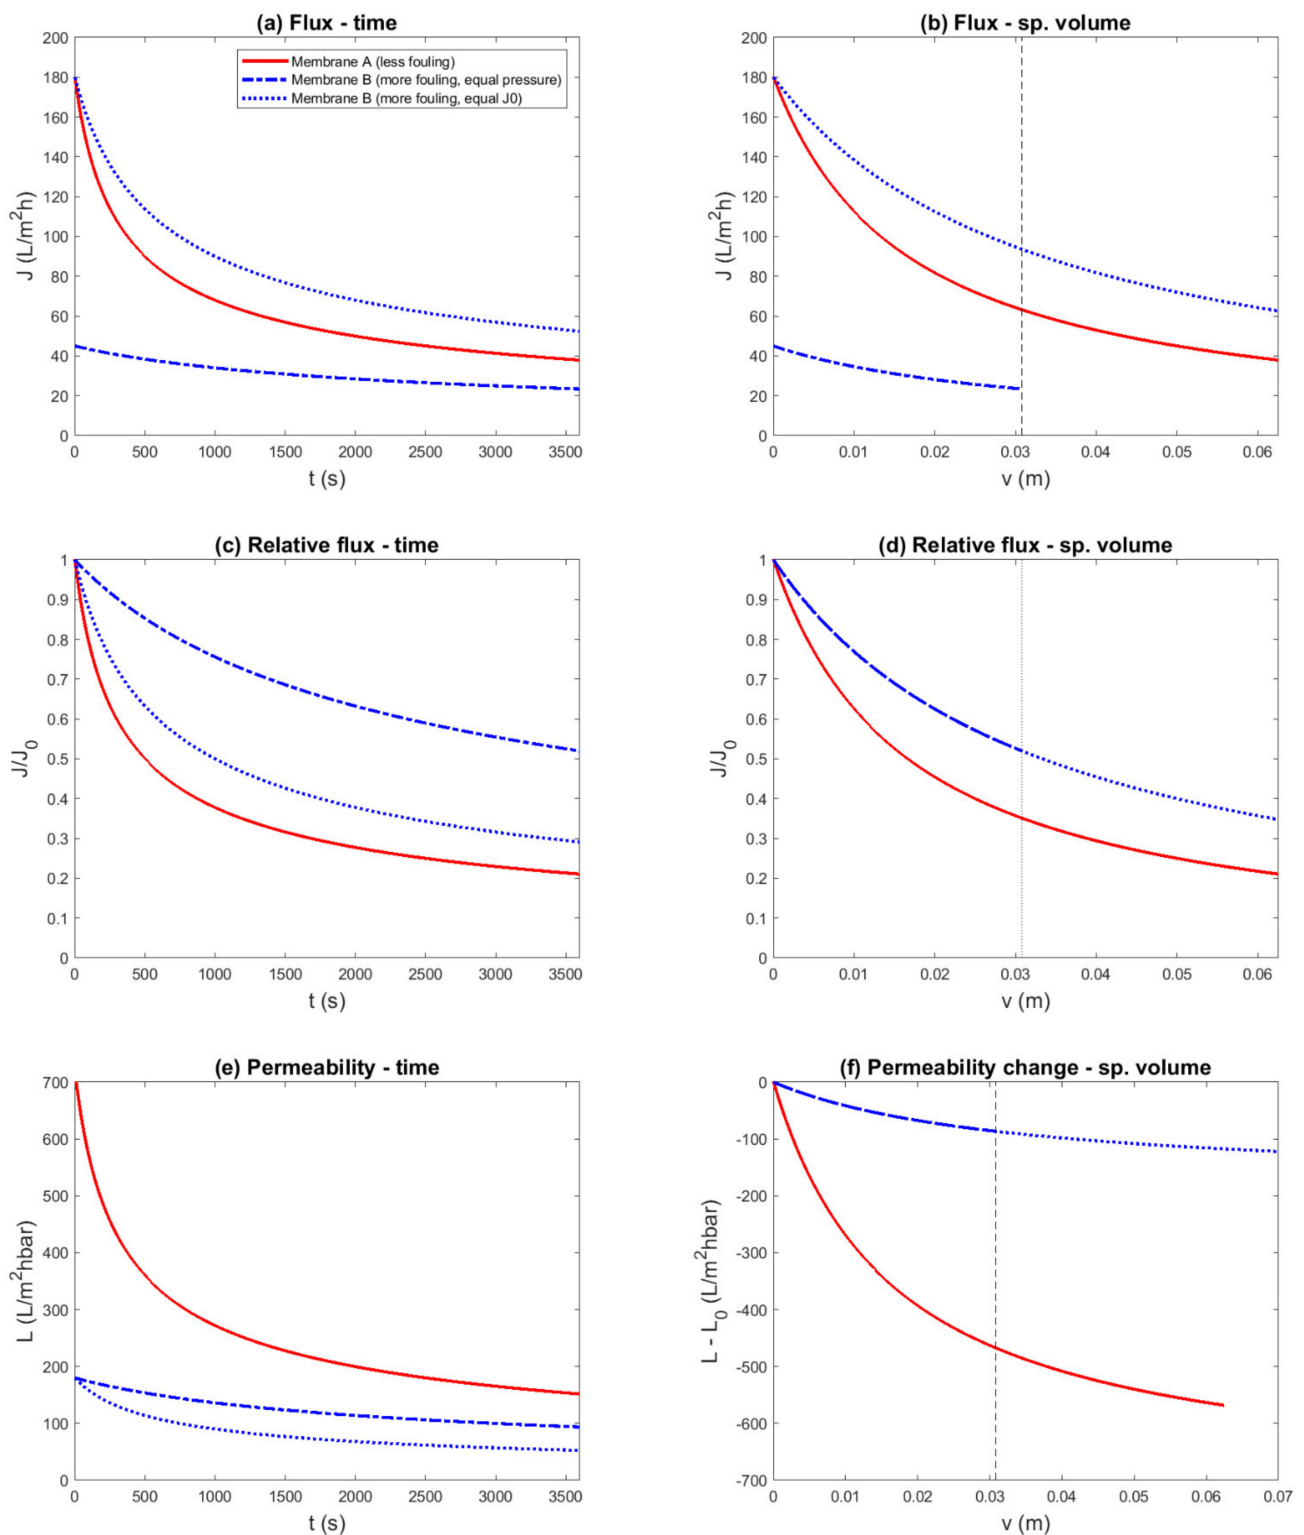 (a) Flux - time
200
180
160
140
120
100
80
60
40
20
0
J (L/m²h)
Membrane A (less fouling)
Membrane B (more fouling, equal pressure)
Membrane B (more fouling, equal J0)
0 500 1000 1500 2000 2500 3000 3500
t (s)
(b) Flux - sp. volume
200
180
160
140
120
100
80
60
40
20
0
J (L/m²h)
0 0.01 0.02 0.03 0.04 0.05 0.06
v (m)
(c) Relative flux - time
1
0.9
0.8
0.7
0.6
0.5
0.4
0.3
0.2
0.1
0
J/J₀
0 500 1000 1500 2000 2500 3000 3500
t (s)
(d) Relative flux - sp. volume
1
0.9
0.8
0.7
0.6
0.5
0.4
0.3
0.2
0.1
0
J/J₀
0 0.01 0.02 0.03 0.04 0.05 0.06
v (m)
(e) Permeability - time
700
600
500
400
300
200
100
0
L (L/m²hbar)
0 500 1000 1500 2000 2500 3000 3500
t (s)
(f) Permeability change - sp. volume
0
-100
-200
-300
-400
-500
-600
-700
L - L₀ (L/m²hbar)
0 0.01 0.02 0.03 0.04 0.05 0.06 0.07
v (m)